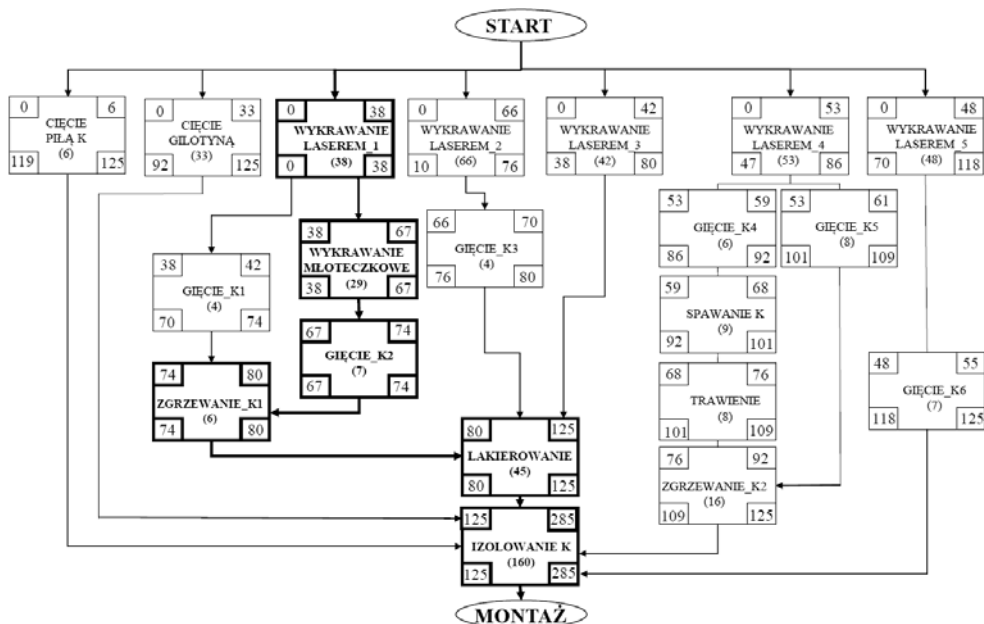 START
0 6
CIĘCIE
PIŁĄ K
(6)
119 125
0 33
CIĘCIE
GILOTYNĄ
(33)
92 125
0 38
WYKRAWANIE
LASEREM_1
(38)
0 38
0 66
WYKRAWANIE
LASEREM_2
(66)
10 76
0 42
WYKRAWANIE
LASEREM_3
(42)
38 80
0 53
WYKRAWANIE
LASEREM_4
(53)
47 86
0 48
WYKRAWANIE
LASEREM_5
(48)
70 118
38 42
GIĘCIE_K1
(4)
70 74
38 67
WYKRAWANIE
MŁOTECZKOWE
(29)
38 67
66 70
GIĘCIE_K3
(4)
76 80
53 59
GIĘCIE_K4
(6)
86 92
53 61
GIĘCIE_K5
(8)
101 109
59 68
SPAWANIE K
(9)
92 101
67 74
GIĘCIE_K2
(7)
67 74
74 80
ZGRZEWANIE_K1
(6)
74 80
68 76
TRAWIENIE
(8)
101 109
48 55
GIĘCIE_K6
(7)
118 125
80 125
LAKIEROWANIE
(45)
80 125
76 92
ZGRZEWANIE_K2
(16)
109 125
125 285
IZOLOWANIE K
(160)
125 285
MONTAŻ